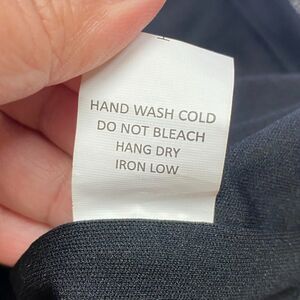 HAND WASH COLD
DO NOT BLEACH
HANG DRY
IRON LOW